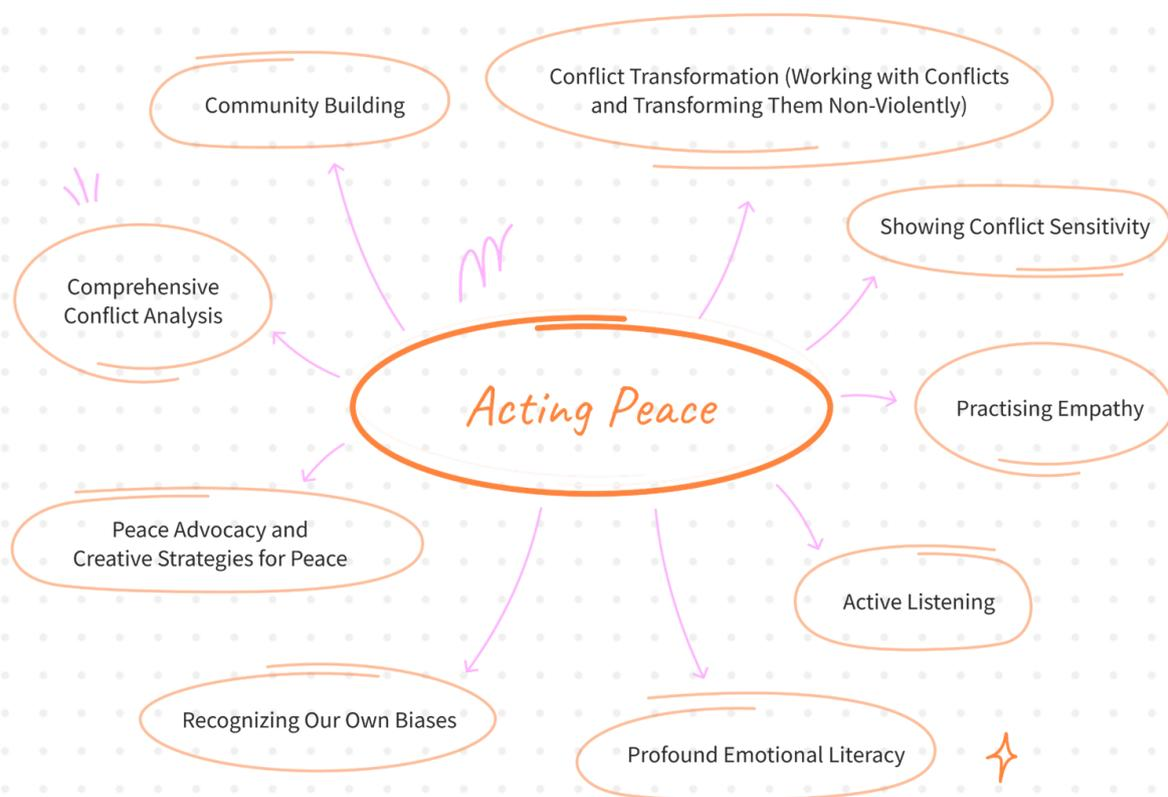 Community Building
Conflict Transformation (Working with Conflicts
and Transforming Them Non-Violently)
Showing Conflict Sensitivity
Comprehensive
Conflict Analysis
Acting Peace
Practising Empathy
Peace Advocacy and
Creative Strategies for Peace
Active Listening
Recognizing Our Own Biases
Profound Emotional Literacy